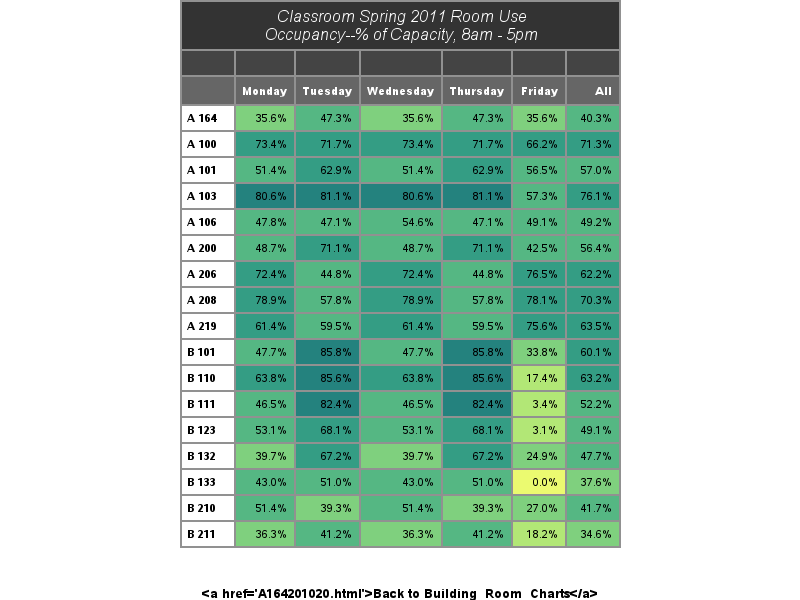 Classroom Spring 2011 Room Use
Occupancy--% of Capacity, 8am - 5pm
Monday Tuesday Wednesday Thursday Friday All
A 164 35.6% 47.3% 35.6% 47.3% 35.6% 40.3%
A 100 73.4% 71.7% 73.4% 71.7% 66.2% 71.3%
A 101 51.4% 62.9% 51.4% 62.9% 56.5% 57.0%
A 103 80.6% 81.1% 80.6% 81.1% 57.3% 76.1%
A 106 47.8% 47.1% 54.6% 47.1% 49.1% 49.2%
A 200 48.7% 71.1% 48.7% 71.1% 42.5% 56.4%
A 206 72.4% 44.8% 72.4% 44.8% 76.5% 62.2%
A 208 78.9% 57.8% 78.9% 57.8% 78.1% 70.3%
A 219 61.4% 59.5% 61.4% 59.5% 75.6% 63.5%
B 101 47.7% 85.8% 47.7% 85.8% 33.8% 60.1%
B 110 63.8% 85.6% 63.8% 85.6% 17.4% 63.2%
B 111 46.5% 82.4% 46.5% 82.4% 3.4% 52.2%
B 123 53.1% 68.1% 53.1% 68.1% 3.1% 49.1%
B 132 39.7% 67.2% 39.7% 67.2% 24.9% 47.7%
B 133 43.0% 51.0% 43.0% 51.0% 0.0% 37.6%
B 210 51.4% 39.3% 51.4% 39.3% 27.0% 41.7%
B 211 36.3% 41.2% 36.3% 41.2% 18.2% 34.6%
<a href='A164201020.html'>Back to Building_Room_Charts</a>